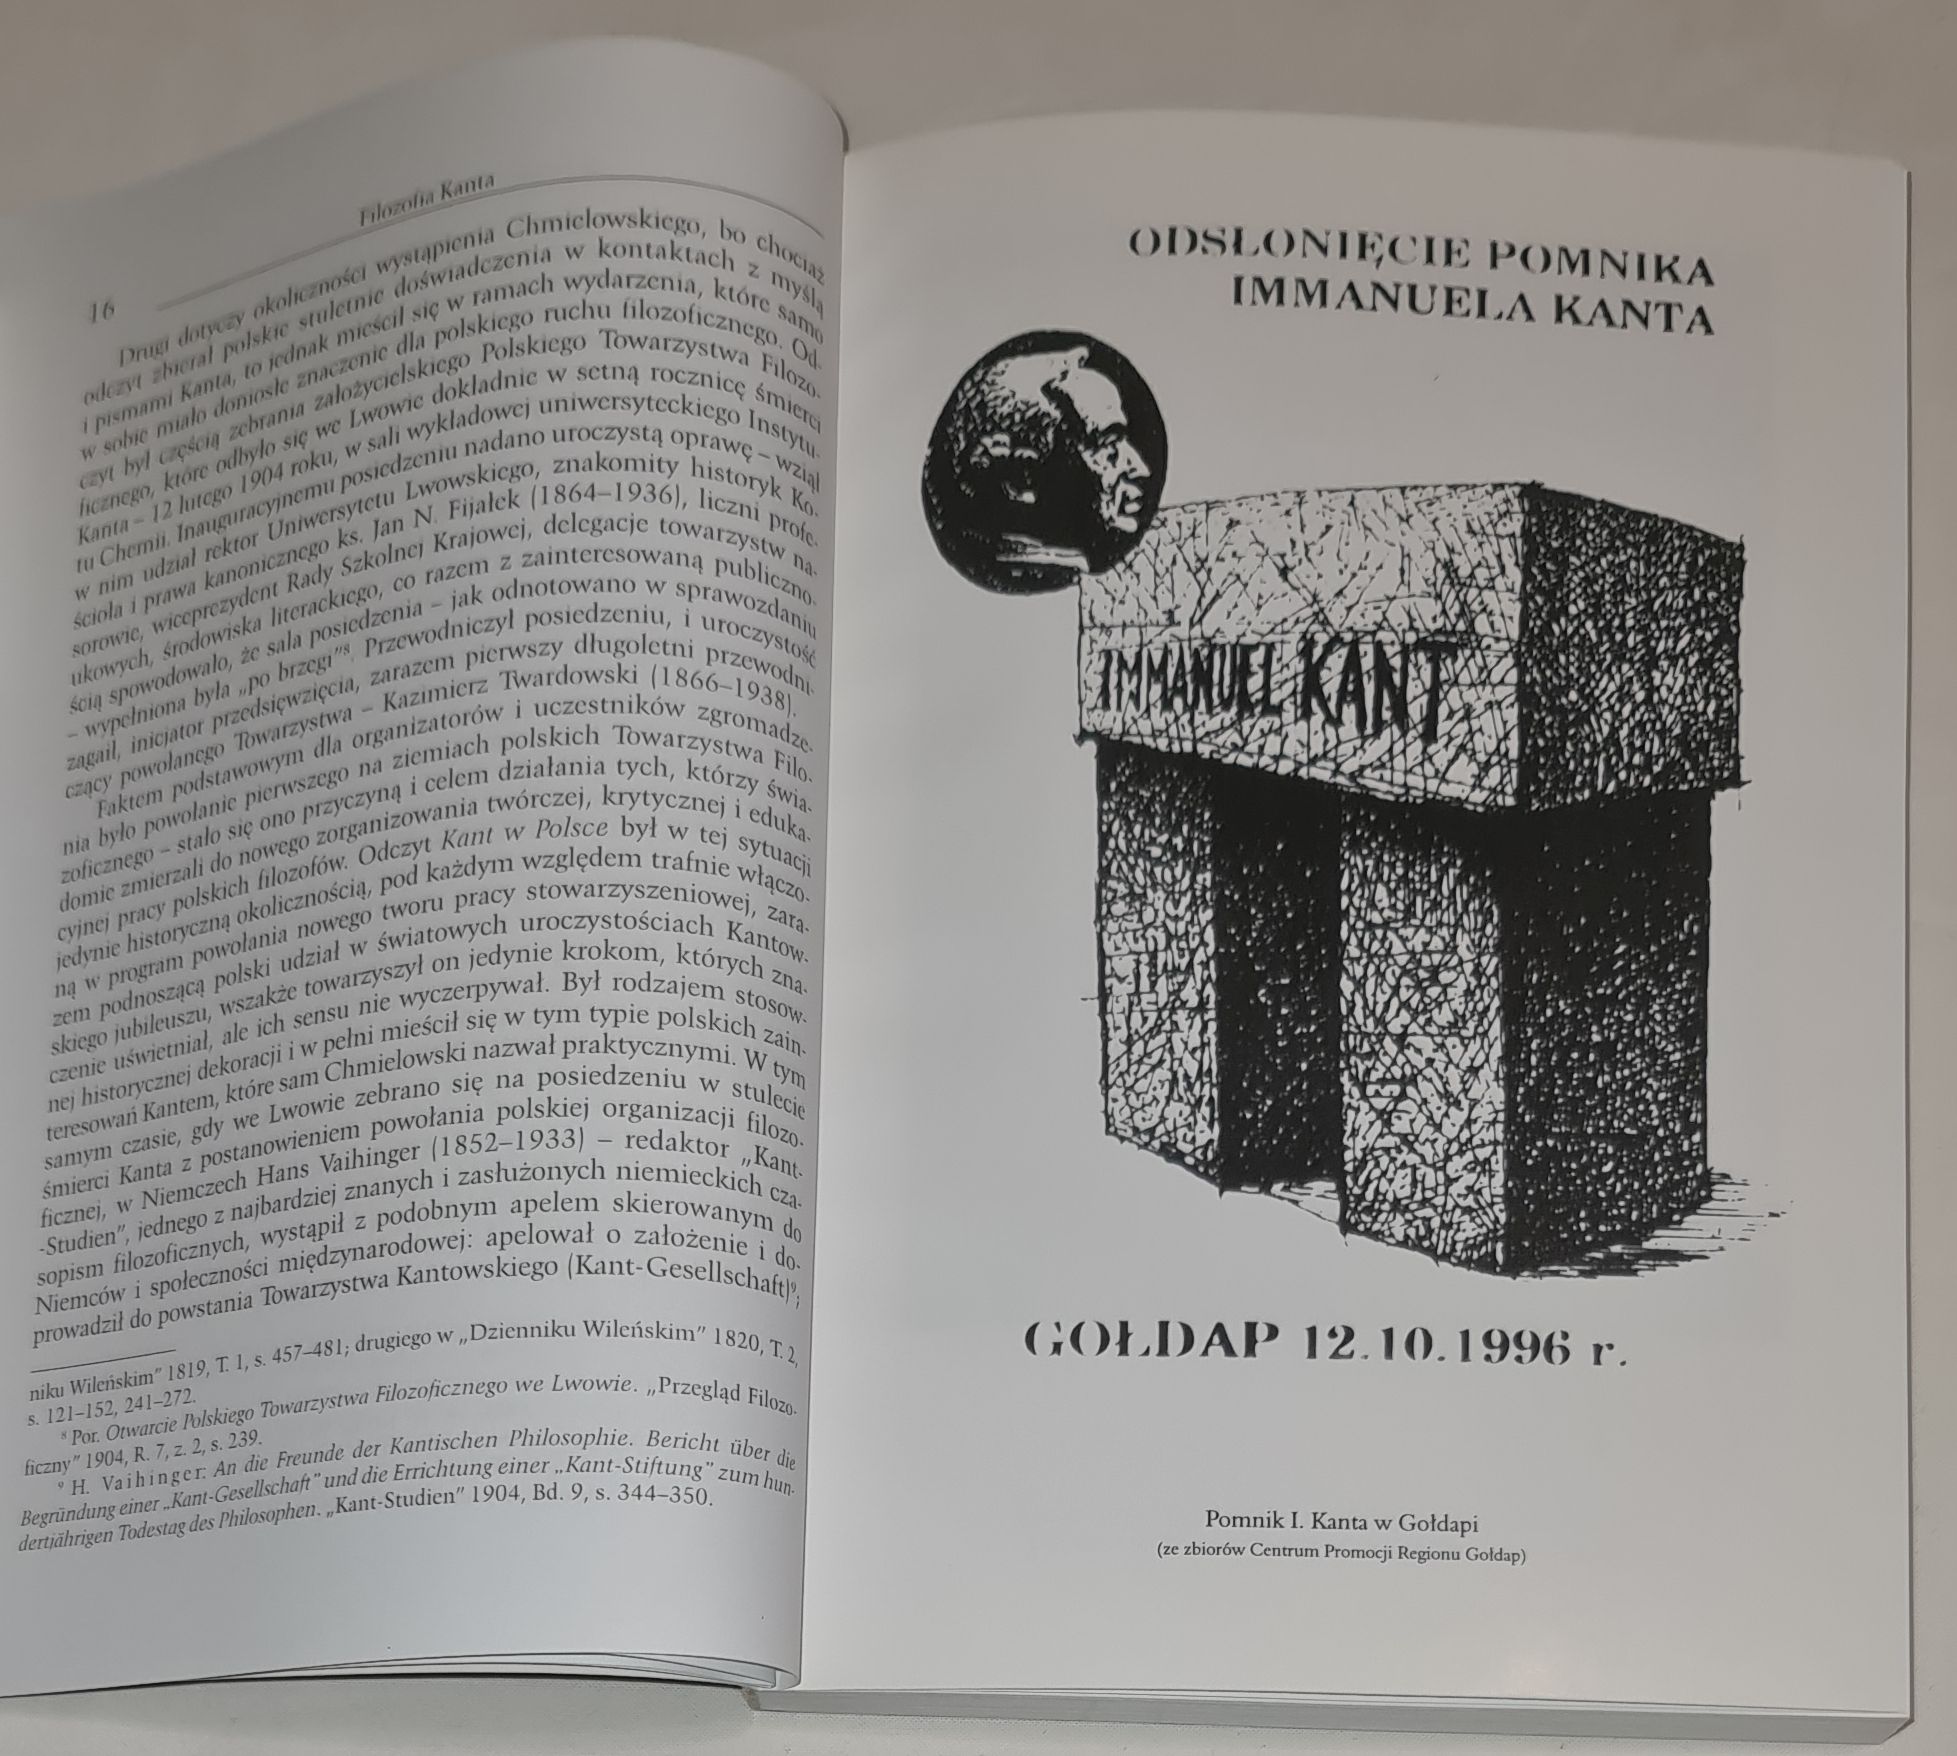 Filozofia Kanta
16
Drugi dotyczy okoliczności wystąpienia Chmielowskiego, bo chociaż
odczyt zbierał polskie stuletnie doświadczenia w kontaktach z myślą
i pismami Kanta, to jednak mieścił się w ramach wydarzenia, które samo
w sobie miało doniosłe znaczenie dla polskiego ruchu filozoficznego. Od-
czyt był częścią zebrania założycielskiego Polskiego Towarzystwa Filozo-
ficznego, które odbyło się we Lwowie dokładnie w setną rocznicę śmierci
Kanta – 12 lutego 1904 roku, w sali wykładowej uniwersyteckiego Instytu-
tu Chemii. Inauguracyjnemu posiedzeniu nadano uroczystą oprawę – wziął
w nim udział rektor Uniwersytetu Lwowskiego, znakomity historyk Ko-
ścioła i prawa kanonicznego ks. Jan N. Fijałek (1864–1936), liczni profe-
sorowie, wiceprezydent Rady Szkolnej Krajowej, delegacje towarzystw na-
ukowych, środowiska literackiego, co razem z zainteresowaną publiczno-
ścią spowodowało, że sala posiedzenia – jak odnotowano w sprawozdaniu
– wypełniona była „po brzegi”⁸. Przewodniczył posiedzeniu, i uroczystość
zagaił, inicjator przedsięwzięcia, zarazem pierwszy długoletni przewodni-
czący powołanego Towarzystwa – Kazimierz Twardowski (1866–1938).
Faktem podstawowym dla organizatorów i uczestników zgromadze-
nia było powołanie pierwszego na ziemiach polskich Towarzystwa Filo-
zoficznego – stało się ono przyczyną i celem działania tych, którzy świa-
domie zmierzali do nowego zorganizowania twórczej, krytycznej i eduka-
cyjnej pracy polskich filozofów. Odczyt Kant w Polsce był w tej sytuacji
jedynie historyczną okolicznością, pod każdym względem trafnie włączo-
ną w program powołania nowego tworu pracy stowarzyszeniowej, zara-
zem podnoszącą polski udział w światowych uroczystościach Kantow-
skiego jubileuszu, wszakże towarzyszył on jedynie krokom, których zna-
czenie uświetniał, ale ich sensu nie wyczerpywał. Był rodzajem stosow-
nej historycznej dekoracji i w pełni mieścił się w tym typie polskich zain-
teresowań Kantem, które sam Chmielowski nazwał praktycznymi. W tym
samym czasie, gdy we Lwowie zebrano się na posiedzeniu w stulecie
śmierci Kanta z postanowieniem powołania polskiej organizacji filozo-
ficznej, w Niemczech Hans Vaihinger (1852–1933) – redaktor „Kant-
-Studien”, jednego z najbardziej znanych i zasłużonych niemieckich cza-
sopism filozoficznych, wystąpił z podobnym apelem skierowanym do
Niemców i społeczności międzynarodowej: apelował o założenie i do-
prowadził do powstania Towarzystwa Kantowskiego (Kant-Gesellschaft)⁹;
niku Wileńskim” 1819, T. 1, s. 457–481; drugiego w „Dzienniku Wileńskim” 1820, T. 2,
s. 121–152, 241–272.
⁸ Por. Otwarcie Polskiego Towarzystwa Filozoficznego we Lwowie. „Przegląd Filozo-
ficzny” 1904, R. 7, z. 2, s. 239.
⁹ H. Vaihinger: An die Freunde der Kantischen Philosophie. Bericht über die
Begründung einer „Kant-Gesellschaft” und die Errichtung einer „Kant-Stiftung” zum hun-
dertjährigen Todestag des Philosophen. „Kant-Studien” 1904, Bd. 9, s. 344–350.
ODSŁONIĘCIE POMNIKA
IMMANUELA KANTA
IMMANUEL KANT
GOŁDAP 12.10.1996 r.
Pomnik I. Kanta w Gołdapi
(ze zbiorów Centrum Promocji Regionu Gołdap)